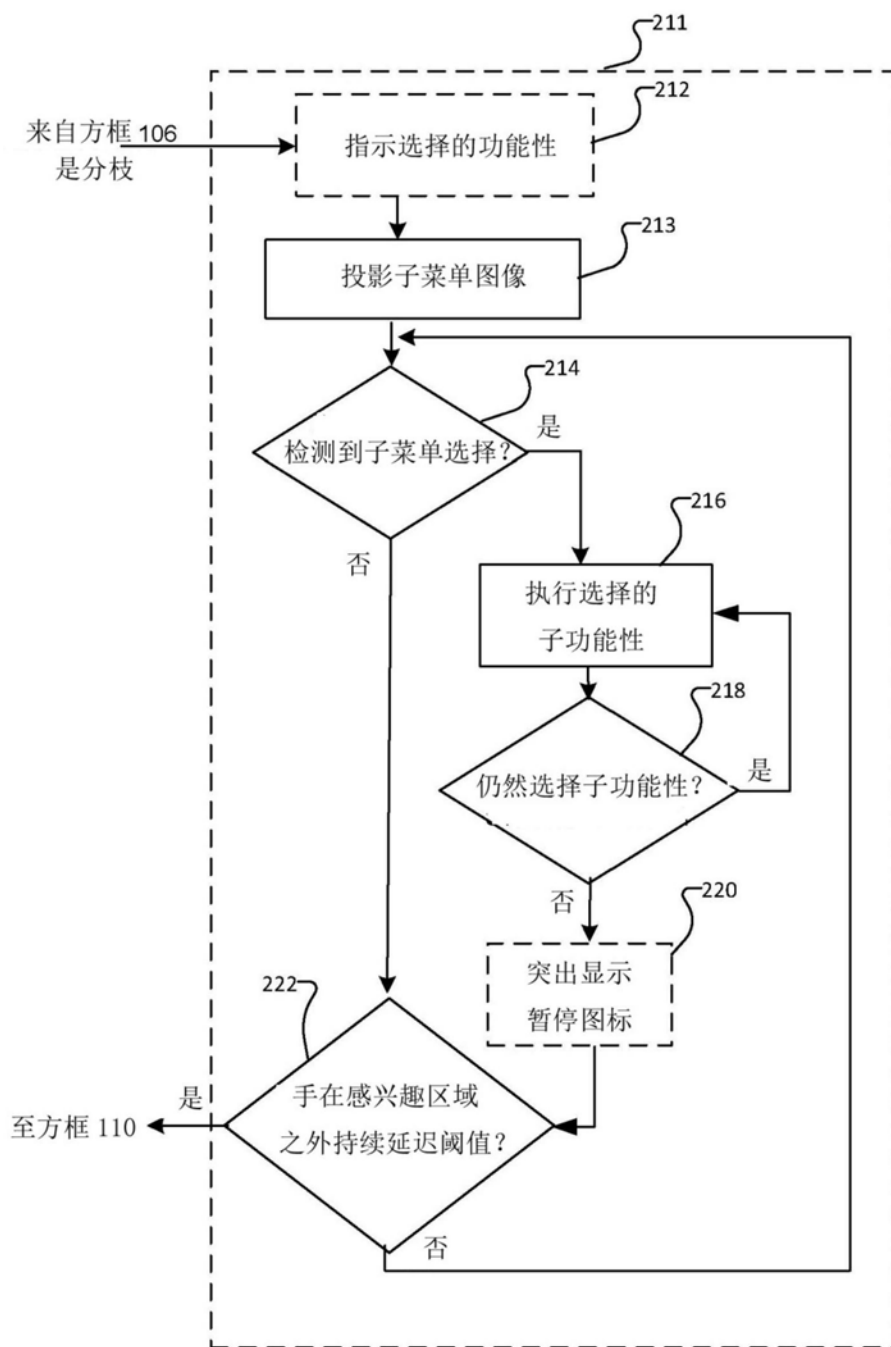 211
212
来自方框 106
是分枝
指示选择的功能性
213
投影子菜单图像
214
检测到子菜单选择?
是
否
216
执行选择的
子功能性
218
仍然选择子功能性?
是
否
220
突出显示
暂停图标
222
手在感兴趣区域
之外持续延迟阈值?
是
至方框 110
否